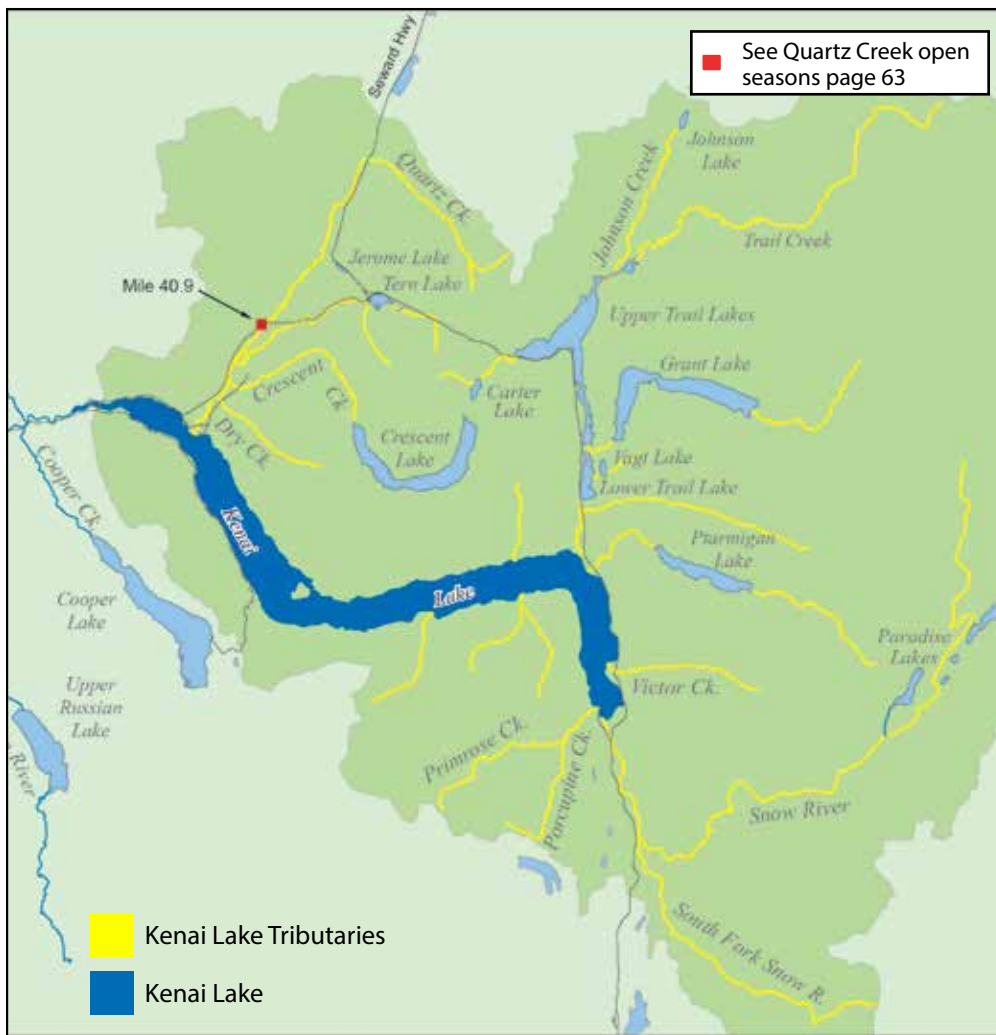 Seward Hwy
See Quartz Creek open
seasons page 63
Johnson
Lake
Quartz Ck.
Johnson Creek
Trail Creek
Jerome Lake
Tern Lake
Mile 40.9
Upper Trail Lakes
Grant Lake
Crescent
Ck
Carter
Lake
Crescent
Lake
Dry Ck.
Vagt Lake
Lower Trail Lake
Cooper Ck.
Kenai
Lake
Ptarmigan
Lake
Cooper
Lake
Paradise
Lakes
Upper
Russian
Lake
Victor Ck.
River
Primrose Ck.
Porcupine Ck.
Snow River
South Fork Snow R.
Kenai Lake Tributaries
Kenai Lake